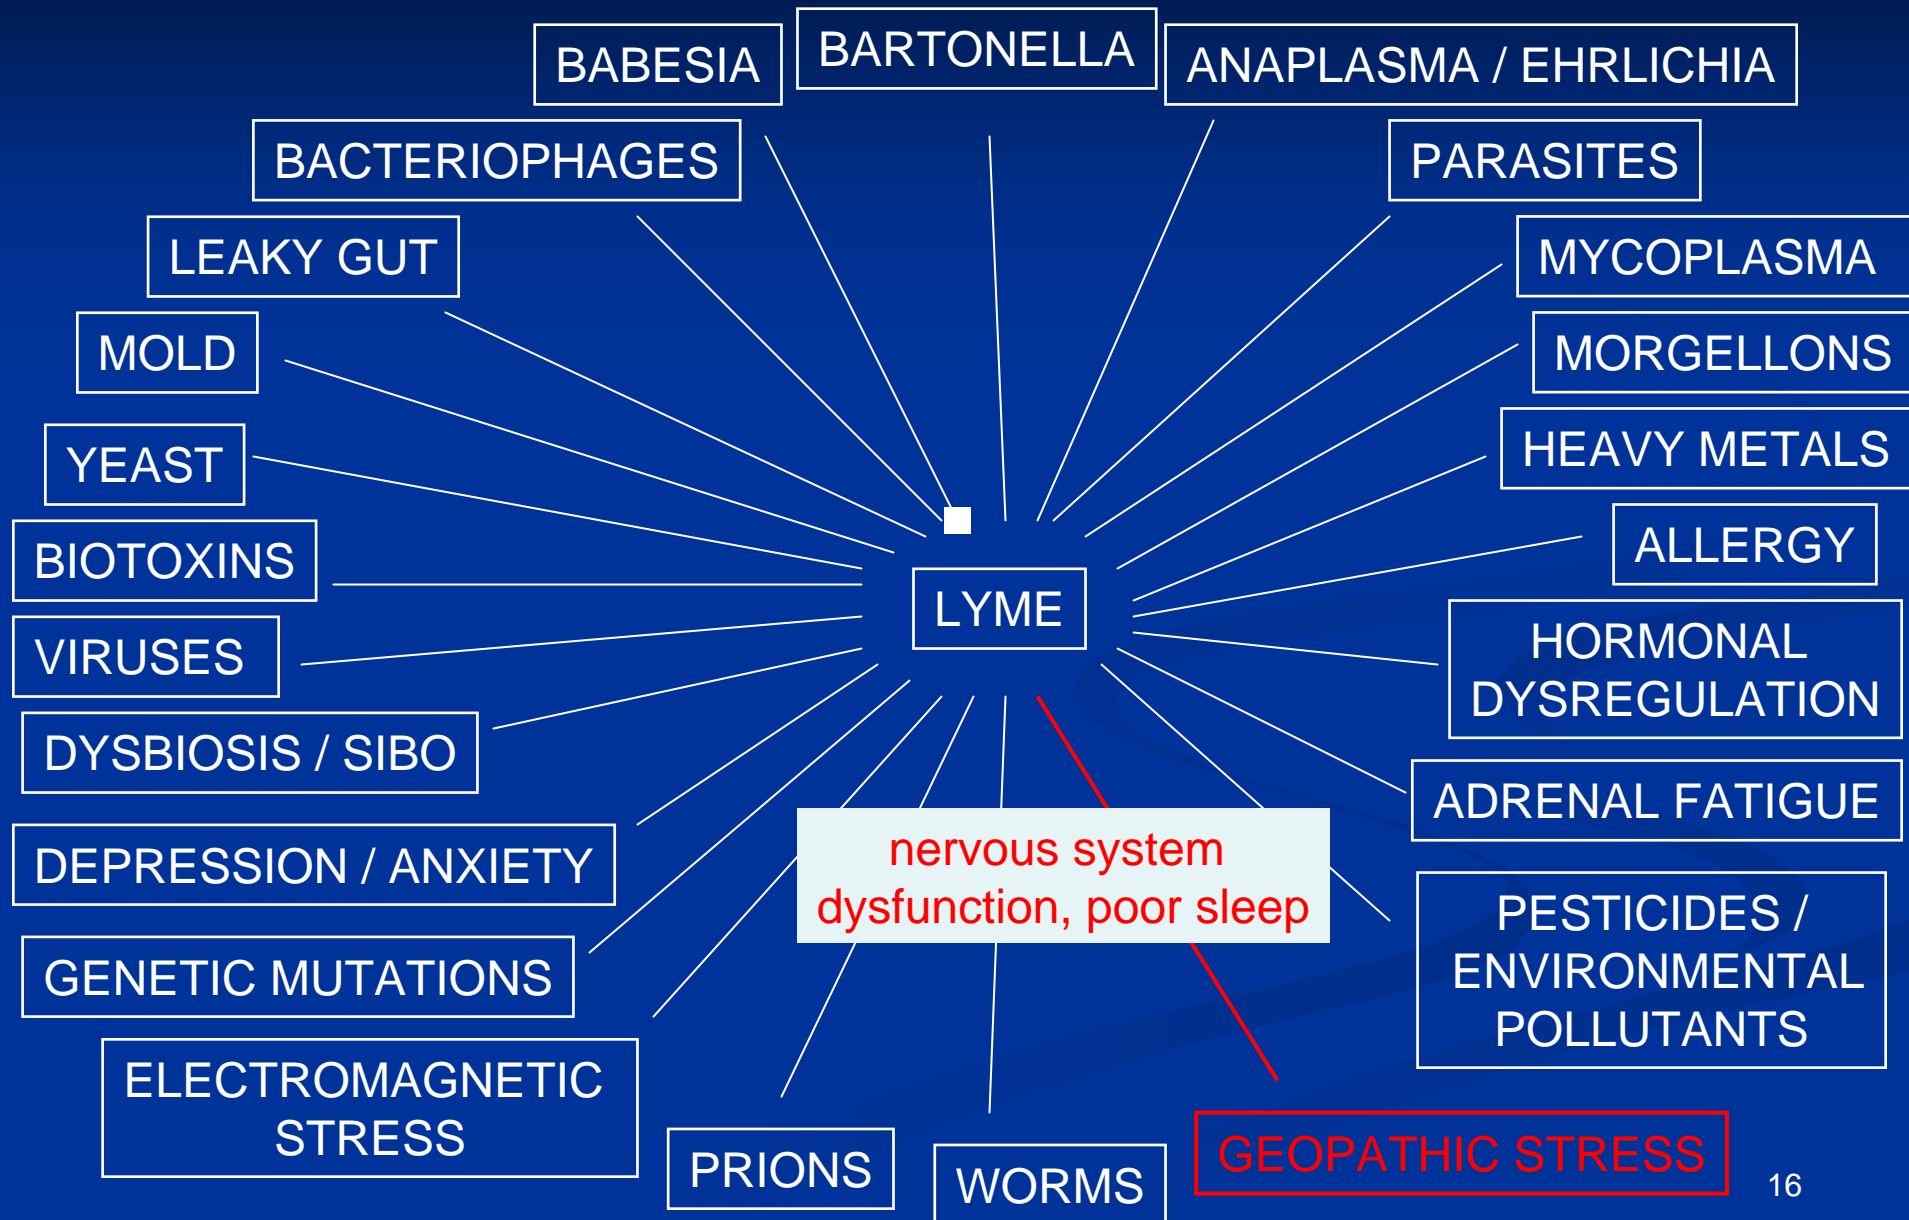 BABESIA
BARTONELLA
ANAPLASMA / EHRLICHIA
BACTERIOPHAGES
PARASITES
LEAKY GUT
MYCOPLASMA
MOLD
MORGELLONS
YEAST
HEAVY METALS
BIOTOXINS
ALLERGY
LYME
VIRUSES
HORMONAL
DYSREGULATION
DYSBIOSIS / SIBO
ADRENAL FATIGUE
nervous system
dysfunction, poor sleep
DEPRESSION / ANXIETY
PESTICIDES /
ENVIRONMENTAL
POLLUTANTS
GENETIC MUTATIONS
ELECTROMAGNETIC
STRESS
PRIONS
WORMS
GEOPATHIC STRESS
16